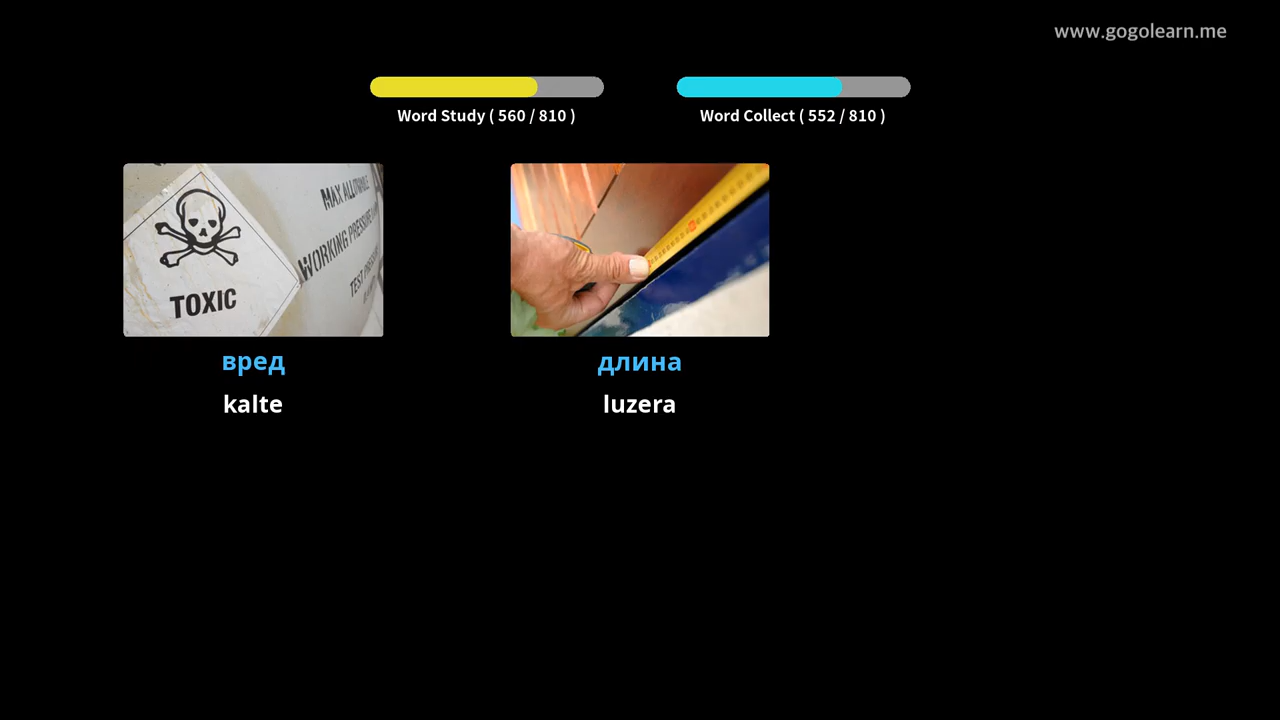 www.gogolearn.me
Word Study ( 560 / 810 )
Word Collect ( 552 / 810 )
TOXIC
MAX ALLOWABLE
WORKING PRESSURE
TEST
вред
длина
kalte
luzera